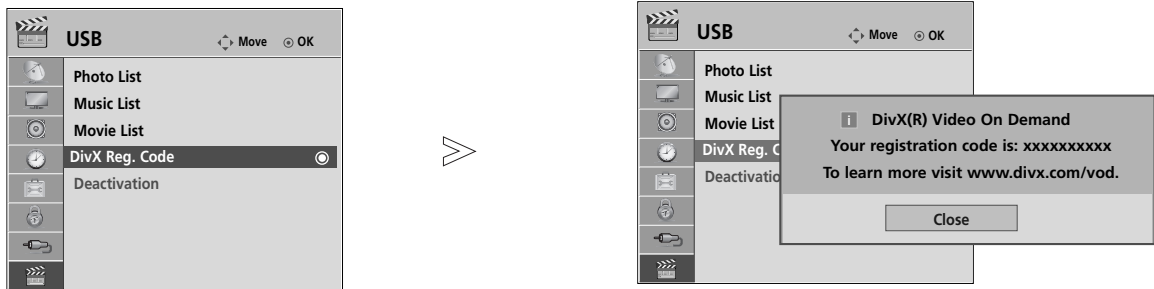 USB Move OK
Photo List
Music List
Movie List
DivX Reg. Code
Deactivation
USB Move OK
Photo List
Music List
Movie List
DivX Reg. C
Deactivatio
i DivX(R) Video On Demand
Your registration code is: xxxxxxxxxx
To learn more visit www.divx.com/vod.
Close